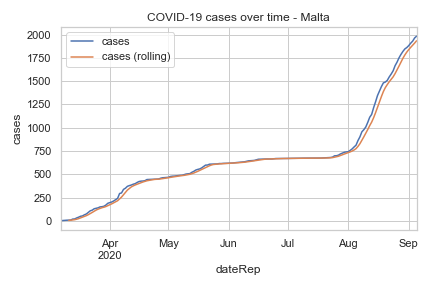 COVID-19 cases over time - Malta
cases
cases (rolling)
2000
1750
1500
1250
1000
750
500
250
0
cases
Apr May Jun Jul Aug Sep
2020
dateRep